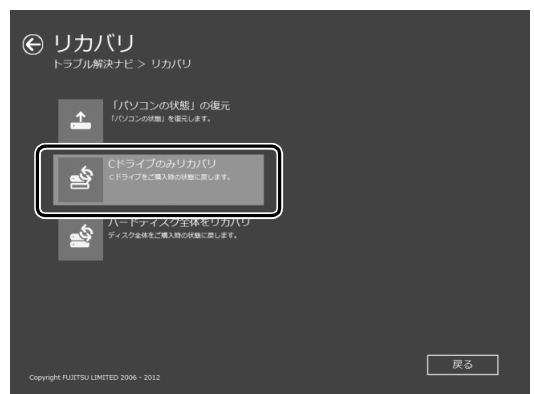 リカバリ
トラブル解決ナビ > リカバリ
「パソコンの状態」の復元
「パソコンの状態」を復元します。
Cドライブのみリカバリ
Cドライブをご購入時の状態に戻します。
ハードディスク全体をリカバリ
ディスク全体をご購入時の状態に戻します。
戻る
Copyright FUJITSU LIMITED 2006 - 2012